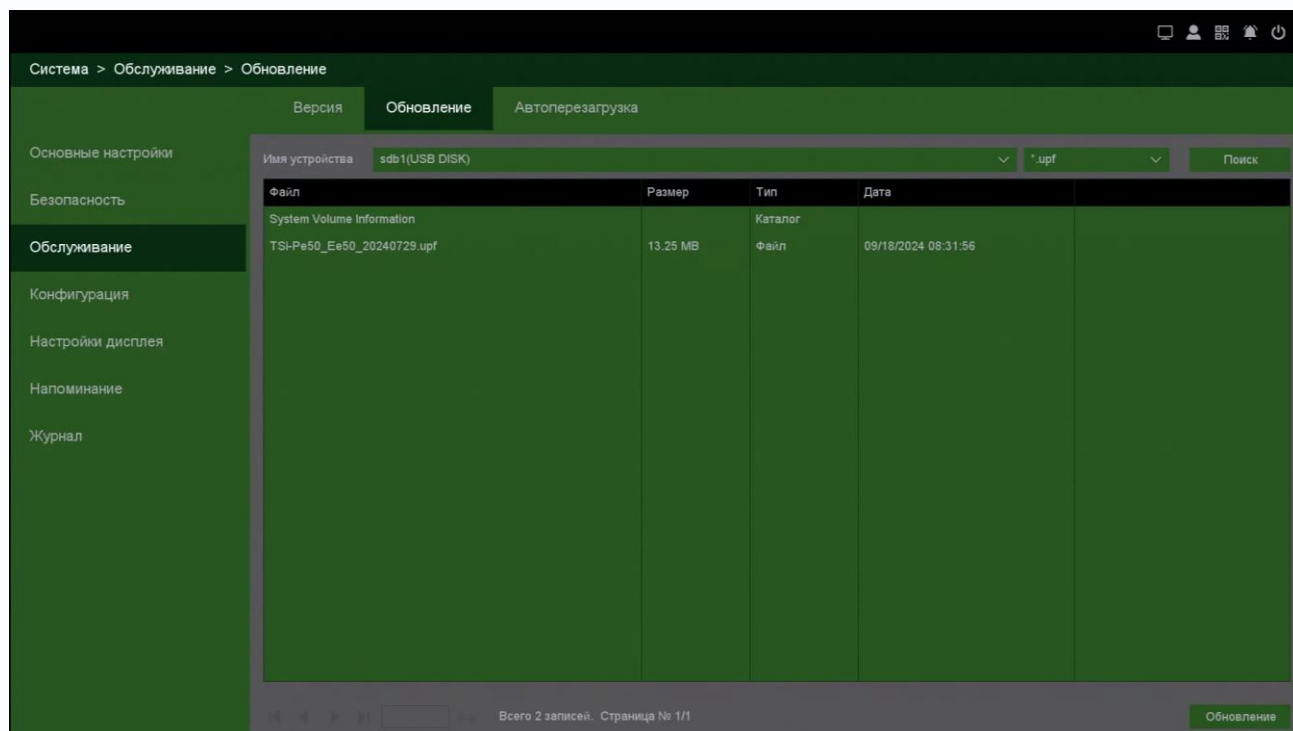 Система > Обслуживание > Обновление
Версия Обновление Автоперезагрузка
Основные настройки
Безопасность
Обслуживание
Конфигурация
Настройки дисплея
Напоминание
Журнал
Имя устройства sdb1(USB DISK) *.upf Поиск
Файл Размер Тип Дата
System Volume Information Каталог
TSi-Pe50_Ee50_20240729.upf 13.25 MB Файл 09/18/2024 08:31:56
Всего 2 записей. Страница № 1/1
Обновление